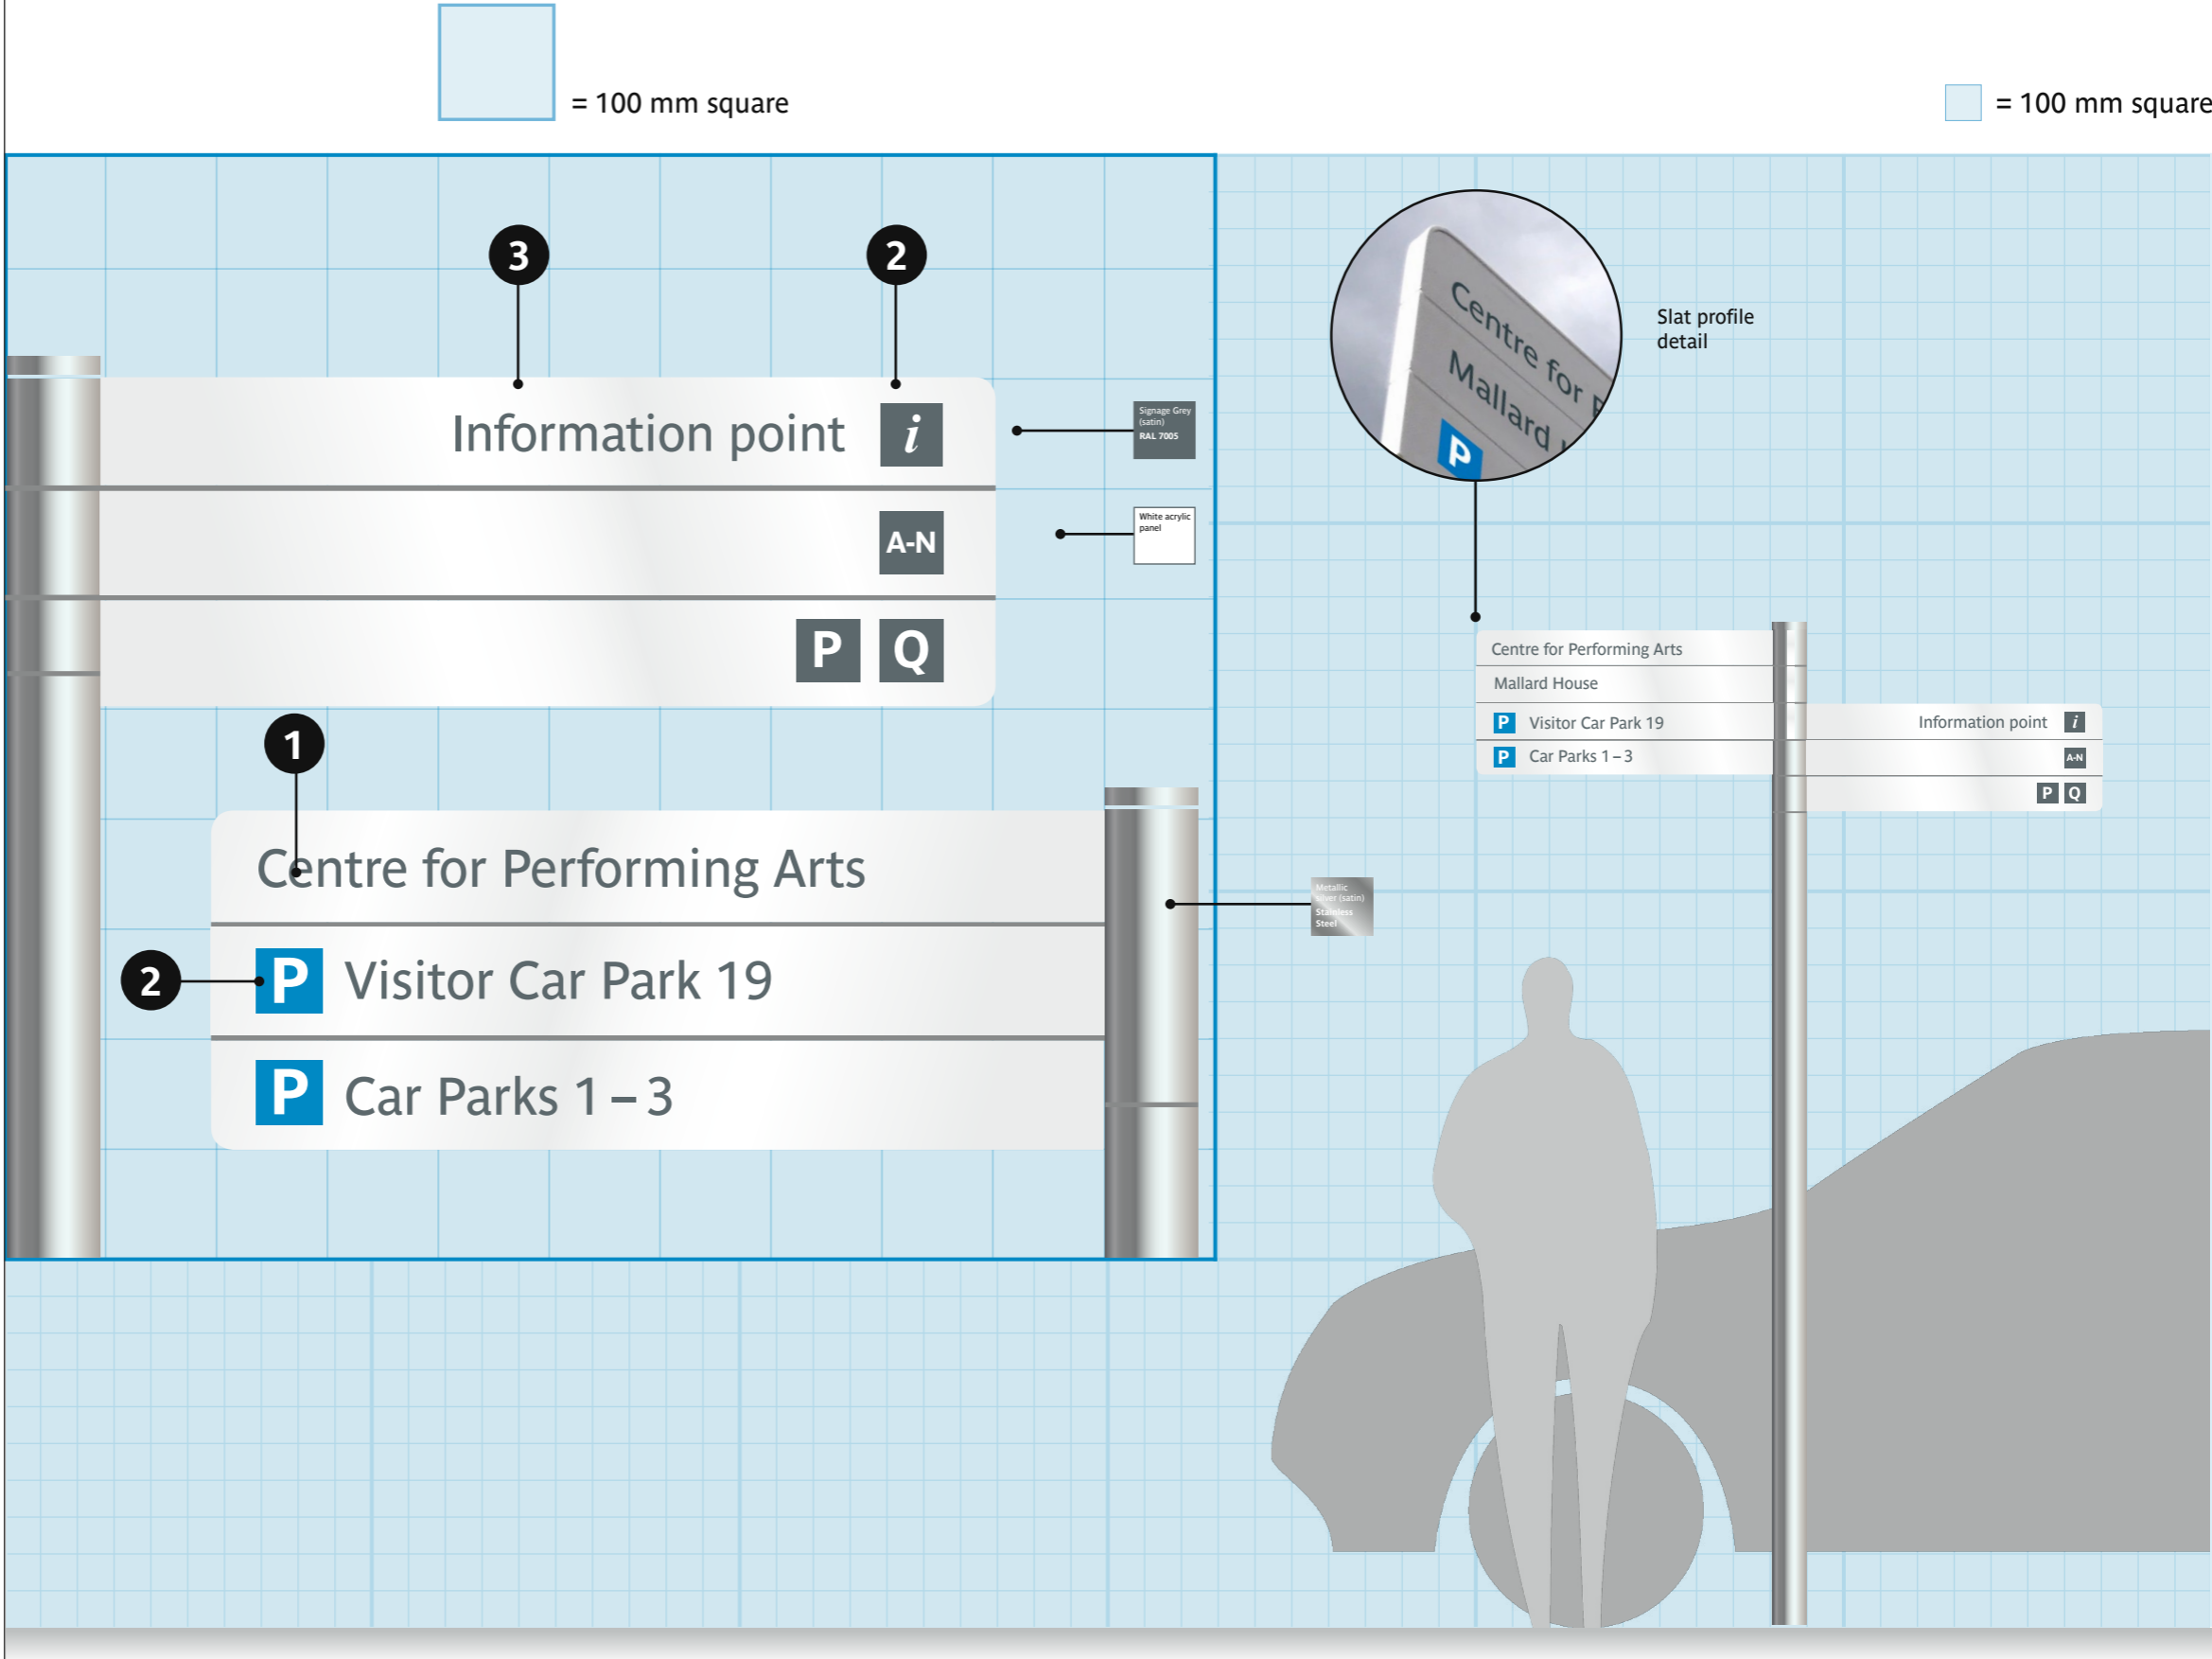 = 100 mm square
= 100 mm square
3
2
Information point i
A-N
P Q
Signage Grey
(satin)
RAL 7005
White acrylic
panel
1
Centre for Performing Arts
2
P Visitor Car Park 19
P Car Parks 1 – 3
Metallic
silver (satin)
Stainless
Steel
Centre for
Mallard
P
Slat profile
detail
Centre for Performing Arts
Mallard House
P Visitor Car Park 19
P Car Parks 1 – 3
Information point i
A-N
P Q